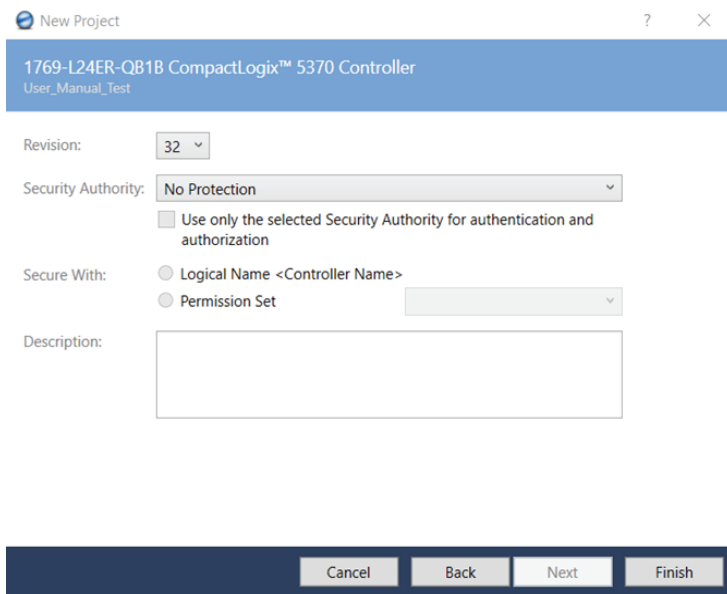 New Project
1769-L24ER-QB1B CompactLogix™ 5370 Controller
User_Manual_Test
Revision: 32
Security Authority: No Protection
Use only the selected Security Authority for authentication and
authorization
Secure With: Logical Name <Controller Name>
Permission Set
Description:
Cancel Back Next Finish